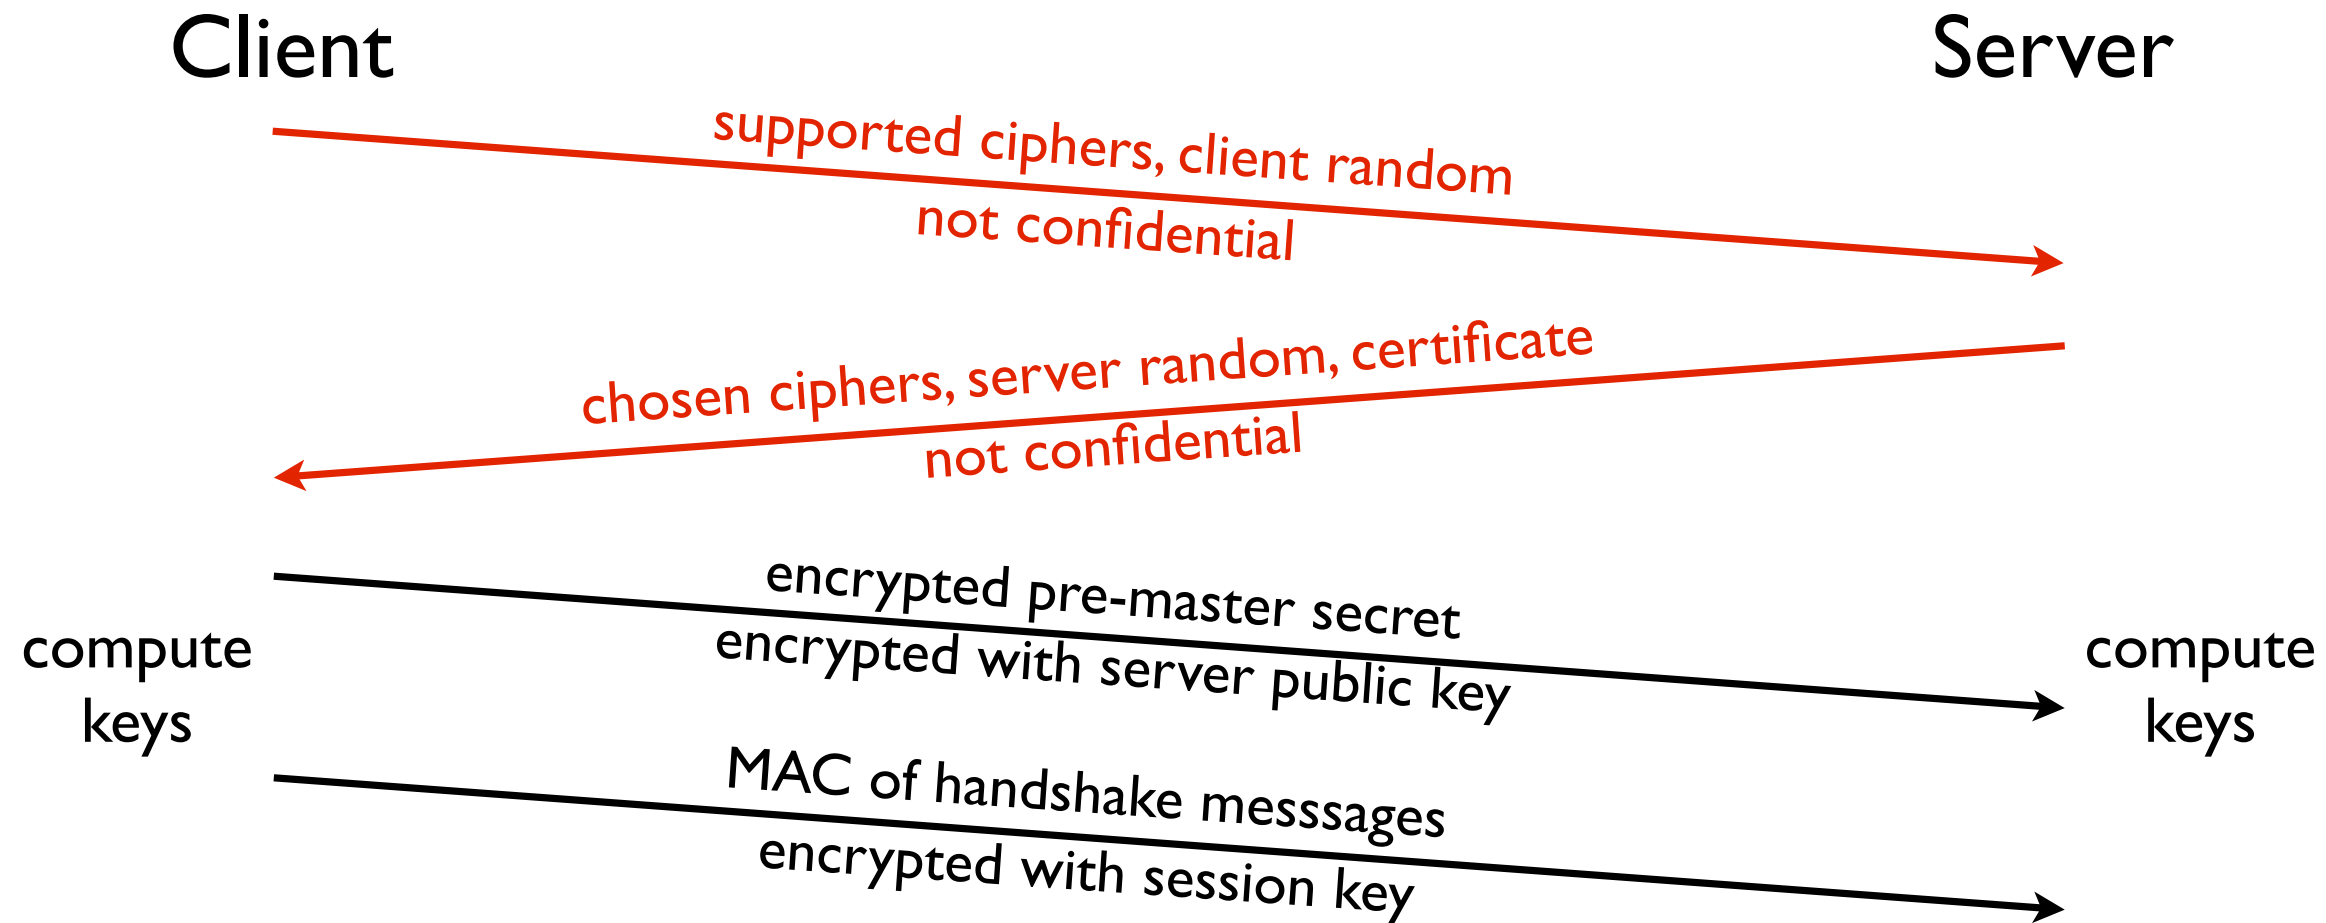 Client
Server
supported ciphers, client random
not confidential
chosen ciphers, server random, certificate
not confidential
encrypted pre-master secret
encrypted with server public key
compute
keys
compute
keys
MAC of handshake messsages
encrypted with session key